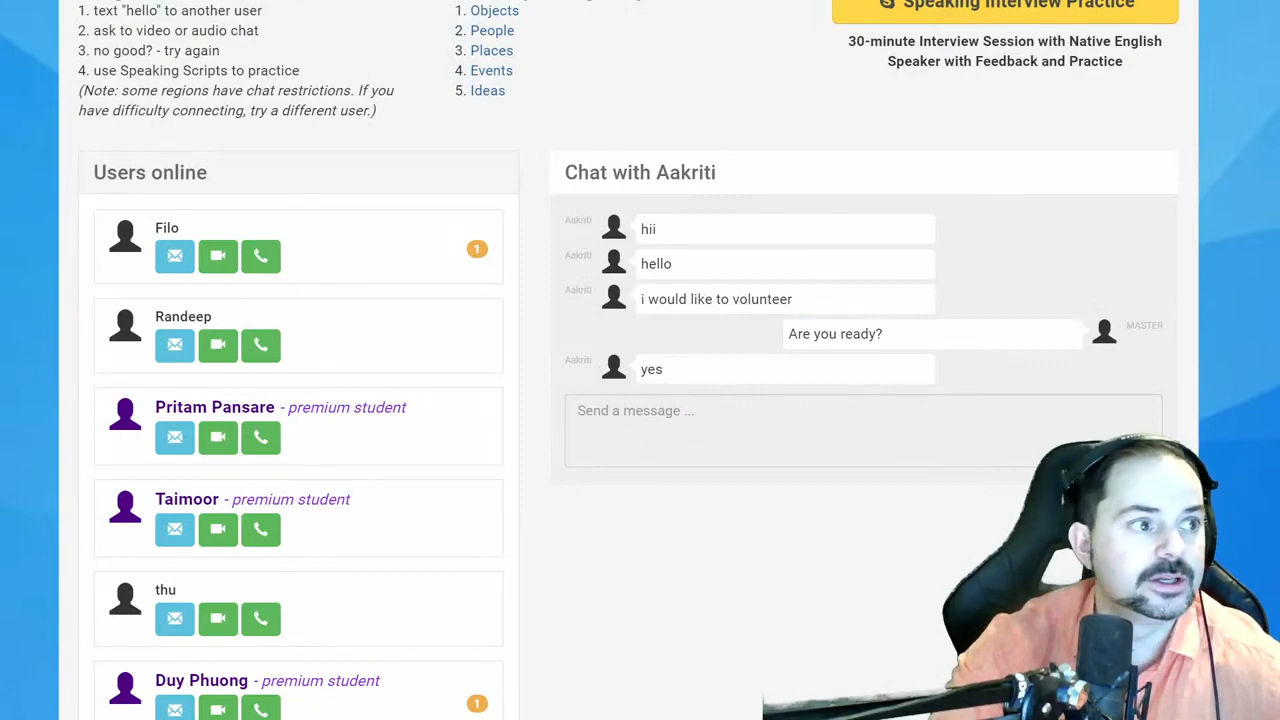 1. text "hello" to another user
2. ask to video or audio chat
3. no good? - try again
4. use Speaking Scripts to practice
(Note: some regions have chat restrictions. If you
have difficulty connecting, try a different user.)
1. Objects
2. People
3. Places
4. Events
5. Ideas
Speaking Interview Practice
30-minute Interview Session with Native English
Speaker with Feedback and Practice
Users online
Filo
1
Randeep
Pritam Pansare - premium student
Taimoor - premium student
thu
Duy Phuong - premium student
1
Chat with Aakriti
Aakriti
hii
Aakriti
hello
Aakriti
i would like to volunteer
Are you ready?
MASTER
Aakriti
yes
Send a message ...